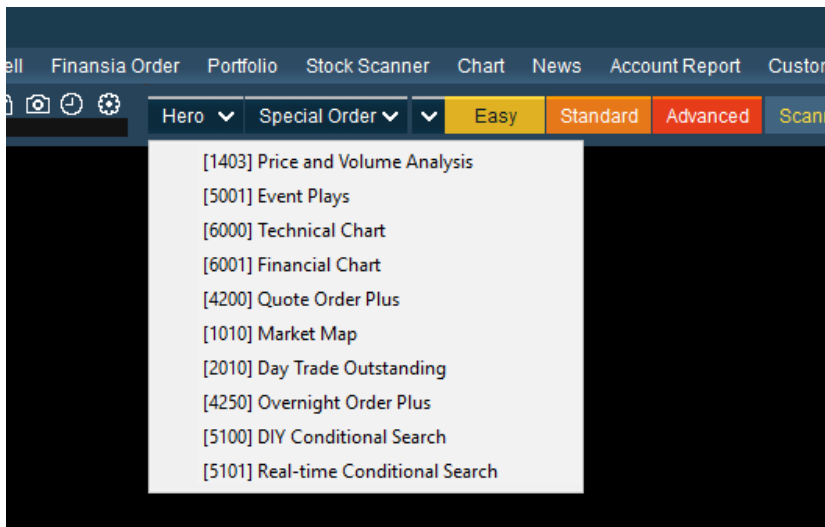 ell Finansia Order Portfolio Stock Scanner Chart News Account Report Custom
Hero Special Order Easy Standard Advanced Scann
[1403] Price and Volume Analysis
[5001] Event Plays
[6000] Technical Chart
[6001] Financial Chart
[4200] Quote Order Plus
[1010] Market Map
[2010] Day Trade Outstanding
[4250] Overnight Order Plus
[5100] DIY Conditional Search
[5101] Real-time Conditional Search